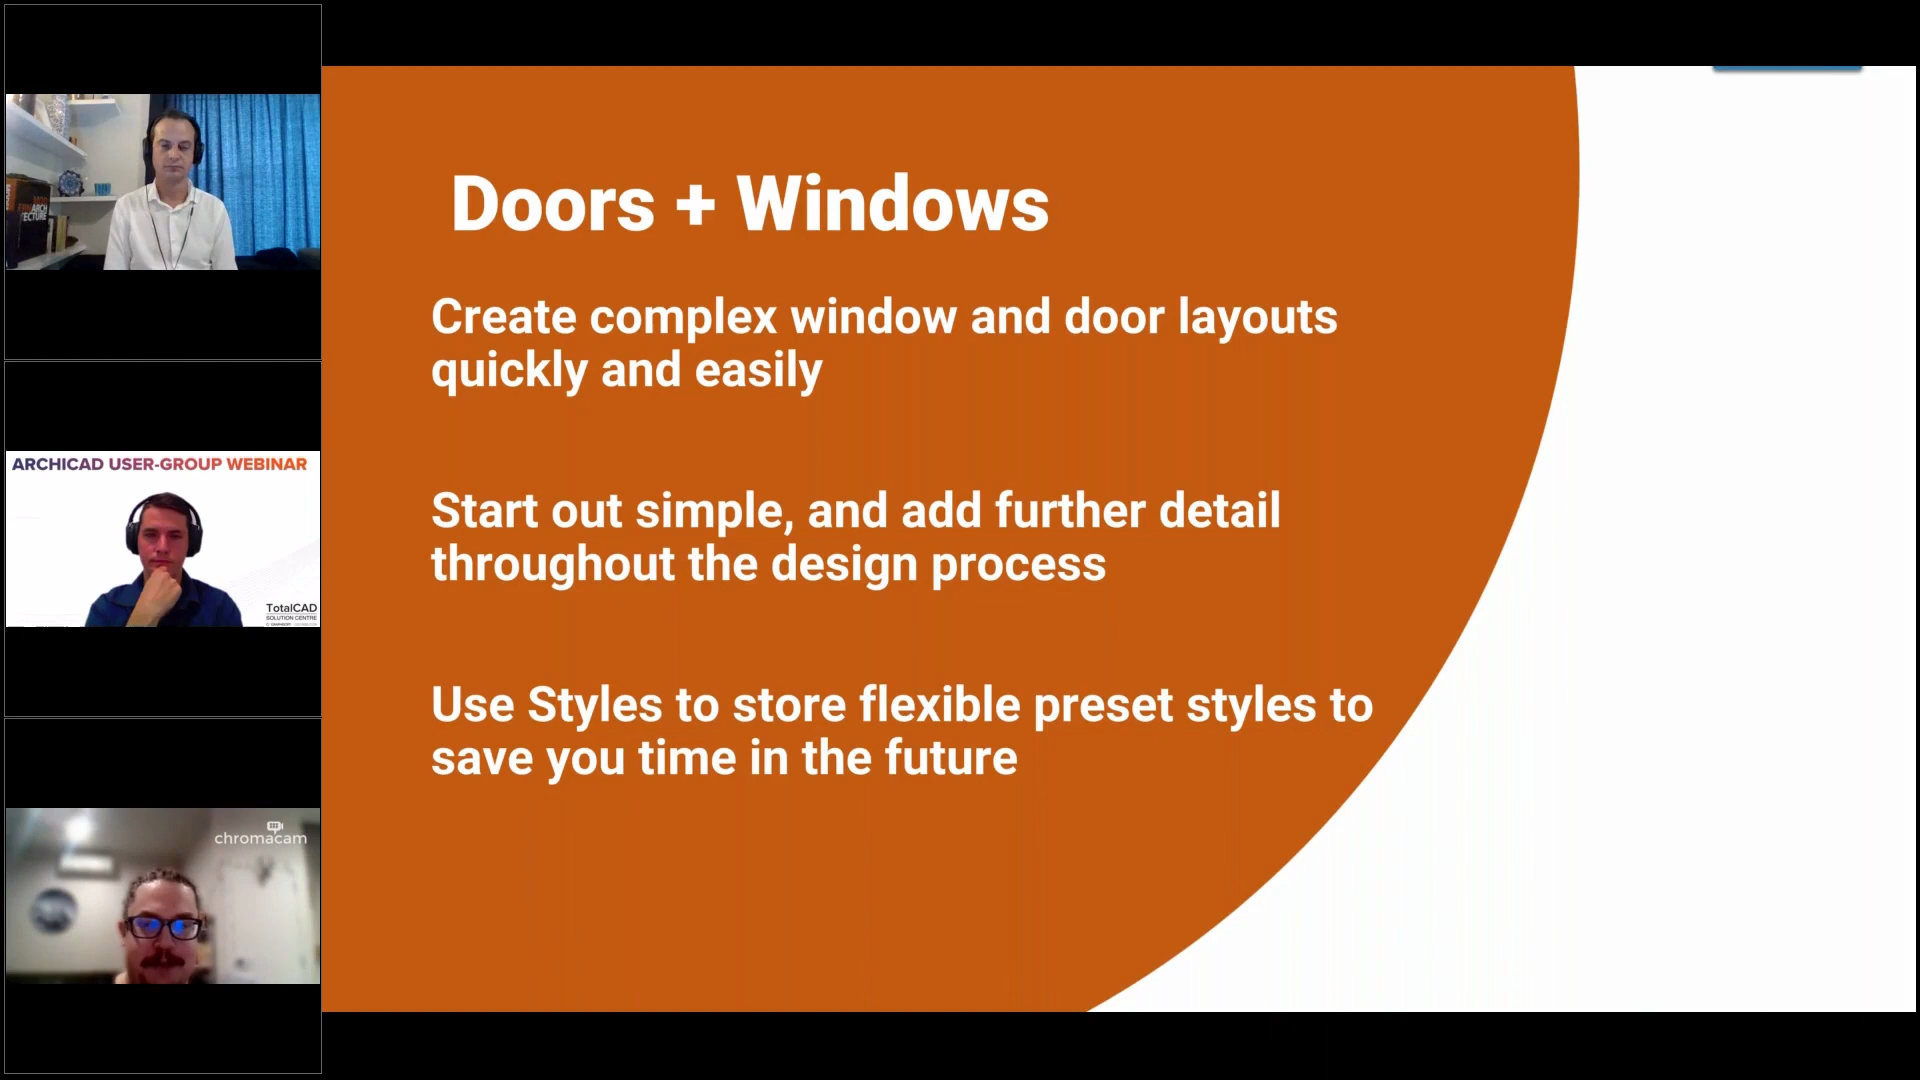 Doors + Windows
Create complex window and door layouts
quickly and easily
Start out simple, and add further detail
throughout the design process
Use Styles to store flexible preset styles to
save you time in the future
ARCHICAD USER-GROUP WEBINAR
TotalCAD
SOLUTION CENTRE
chromacam